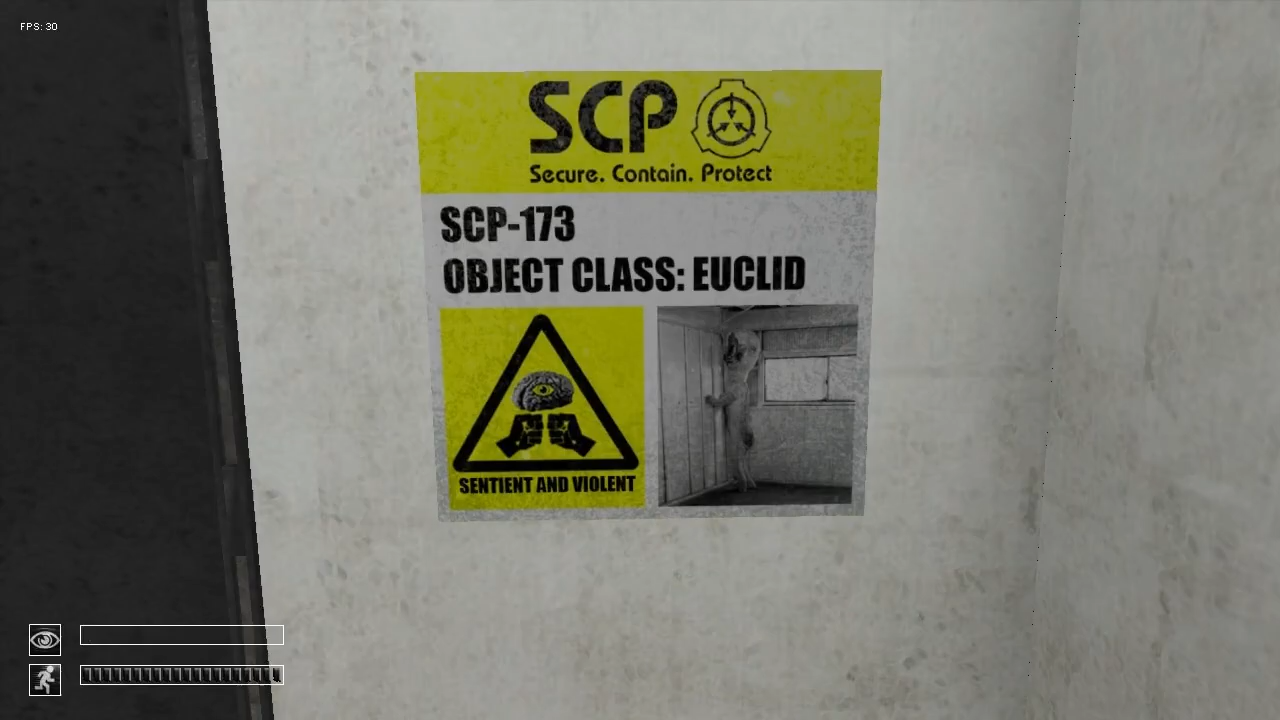 FPS: 30
SCP
Secure. Contain. Protect
SCP-173
OBJECT CLASS: EUCLID
SENTIENT AND VIOLENT